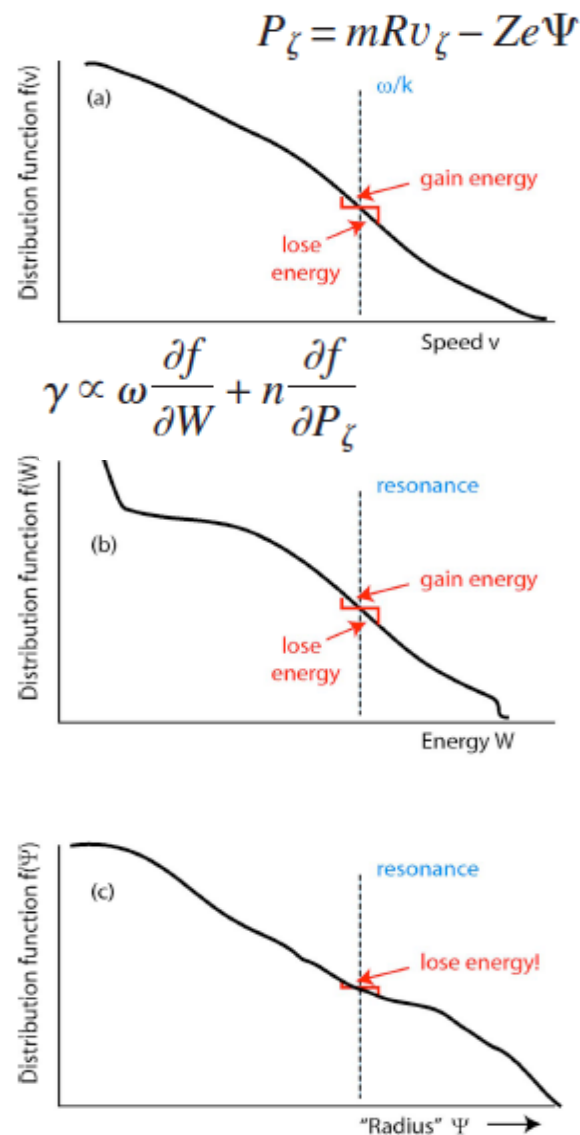 P_ζ = mRv_ζ − ZeΨ
Distribution function f(v)
(a)
ω/k
gain energy
lose
energy
Speed v
γ ∝ ω ∂f/∂W + n ∂f/∂P_ζ
Distribution function f(W)
(b)
resonance
gain energy
lose
energy
Energy W
Distribution function f(Ψ)
(c)
resonance
lose energy!
"Radius" Ψ